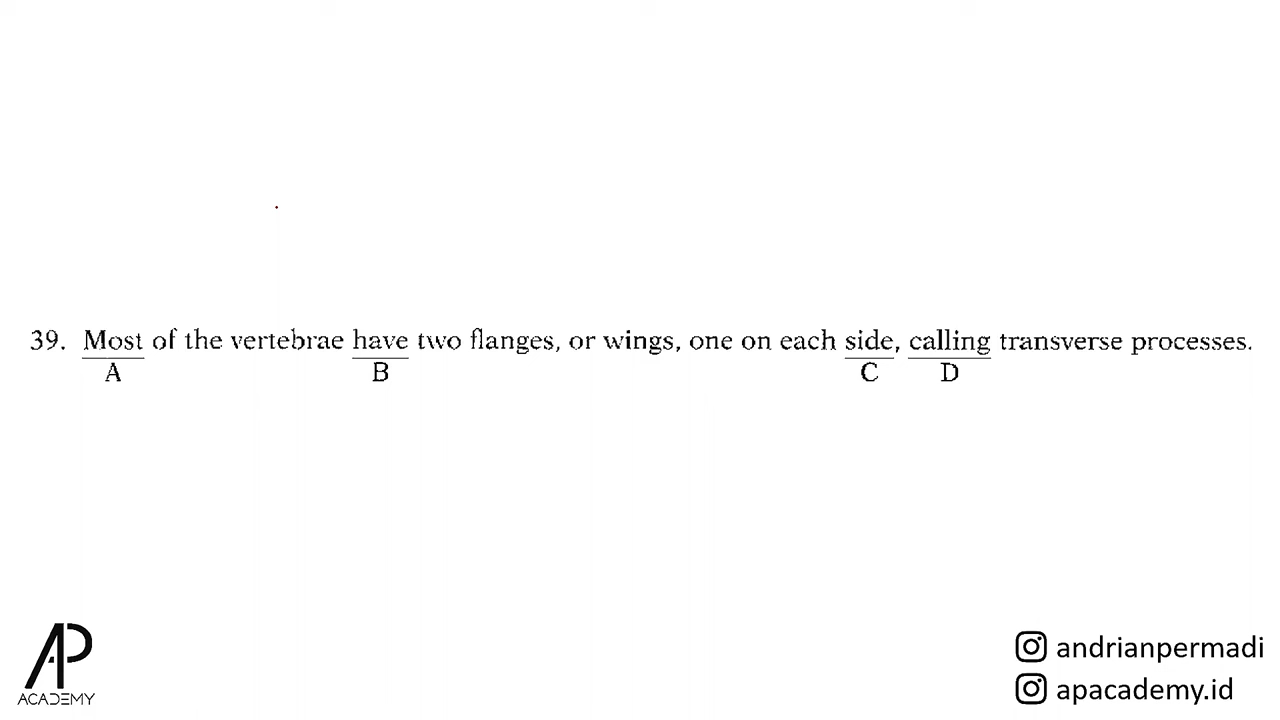 39. Most of the vertebrae have two flanges, or wings, one on each side, calling transverse processes.
A B C D
AP
ACADEMY
andrianpermadi
apacademy.id